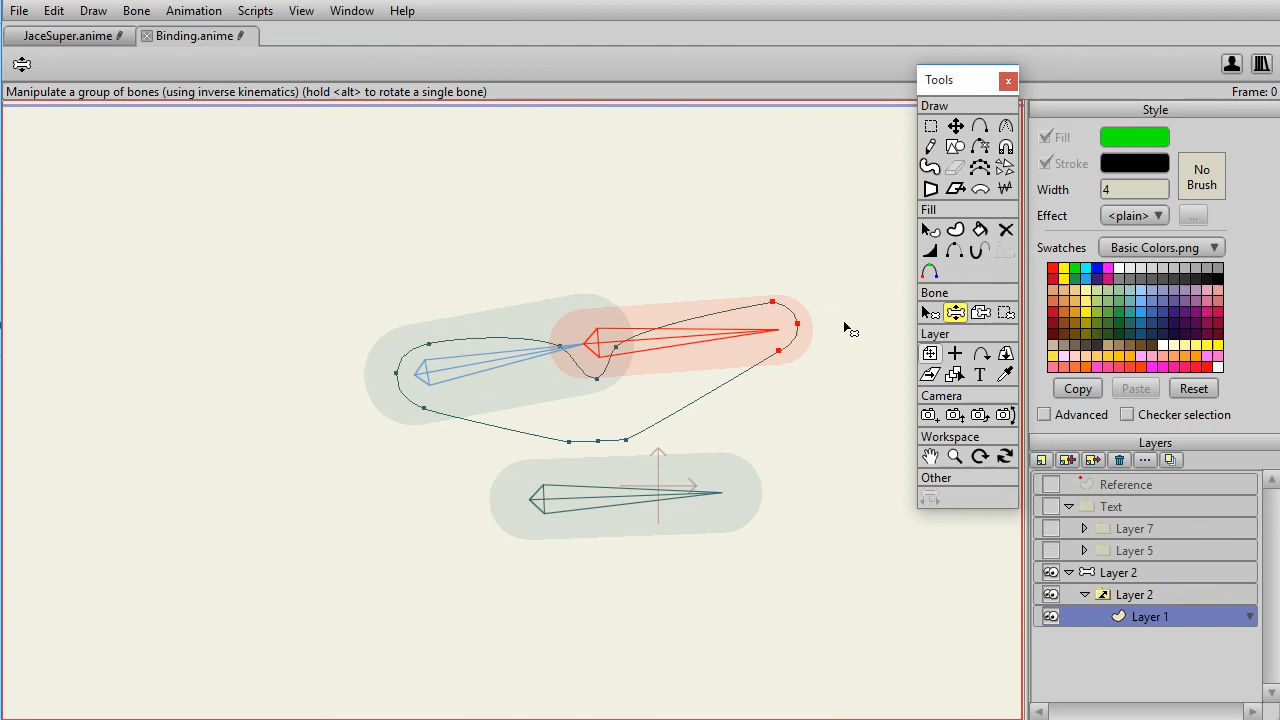 File Edit Draw Bone Animation Scripts View Window Help
JaceSuper.anime Binding.anime
Manipulate a group of bones (using inverse kinematics) old <alt> to rotate a single bone) Frame: 0
Tools
Draw
Fill
Bone
Layer
Camera
Workspace
Other
Style
Fill
Stroke
No
Brush
Width 4
Effect <plain> ...
Swatches Basic Colors.png
Copy Paste Reset
Advanced Checker selection
Layers
Reference
Text
Layer 7
Layer 5
Layer 2
Layer 2
Layer 1